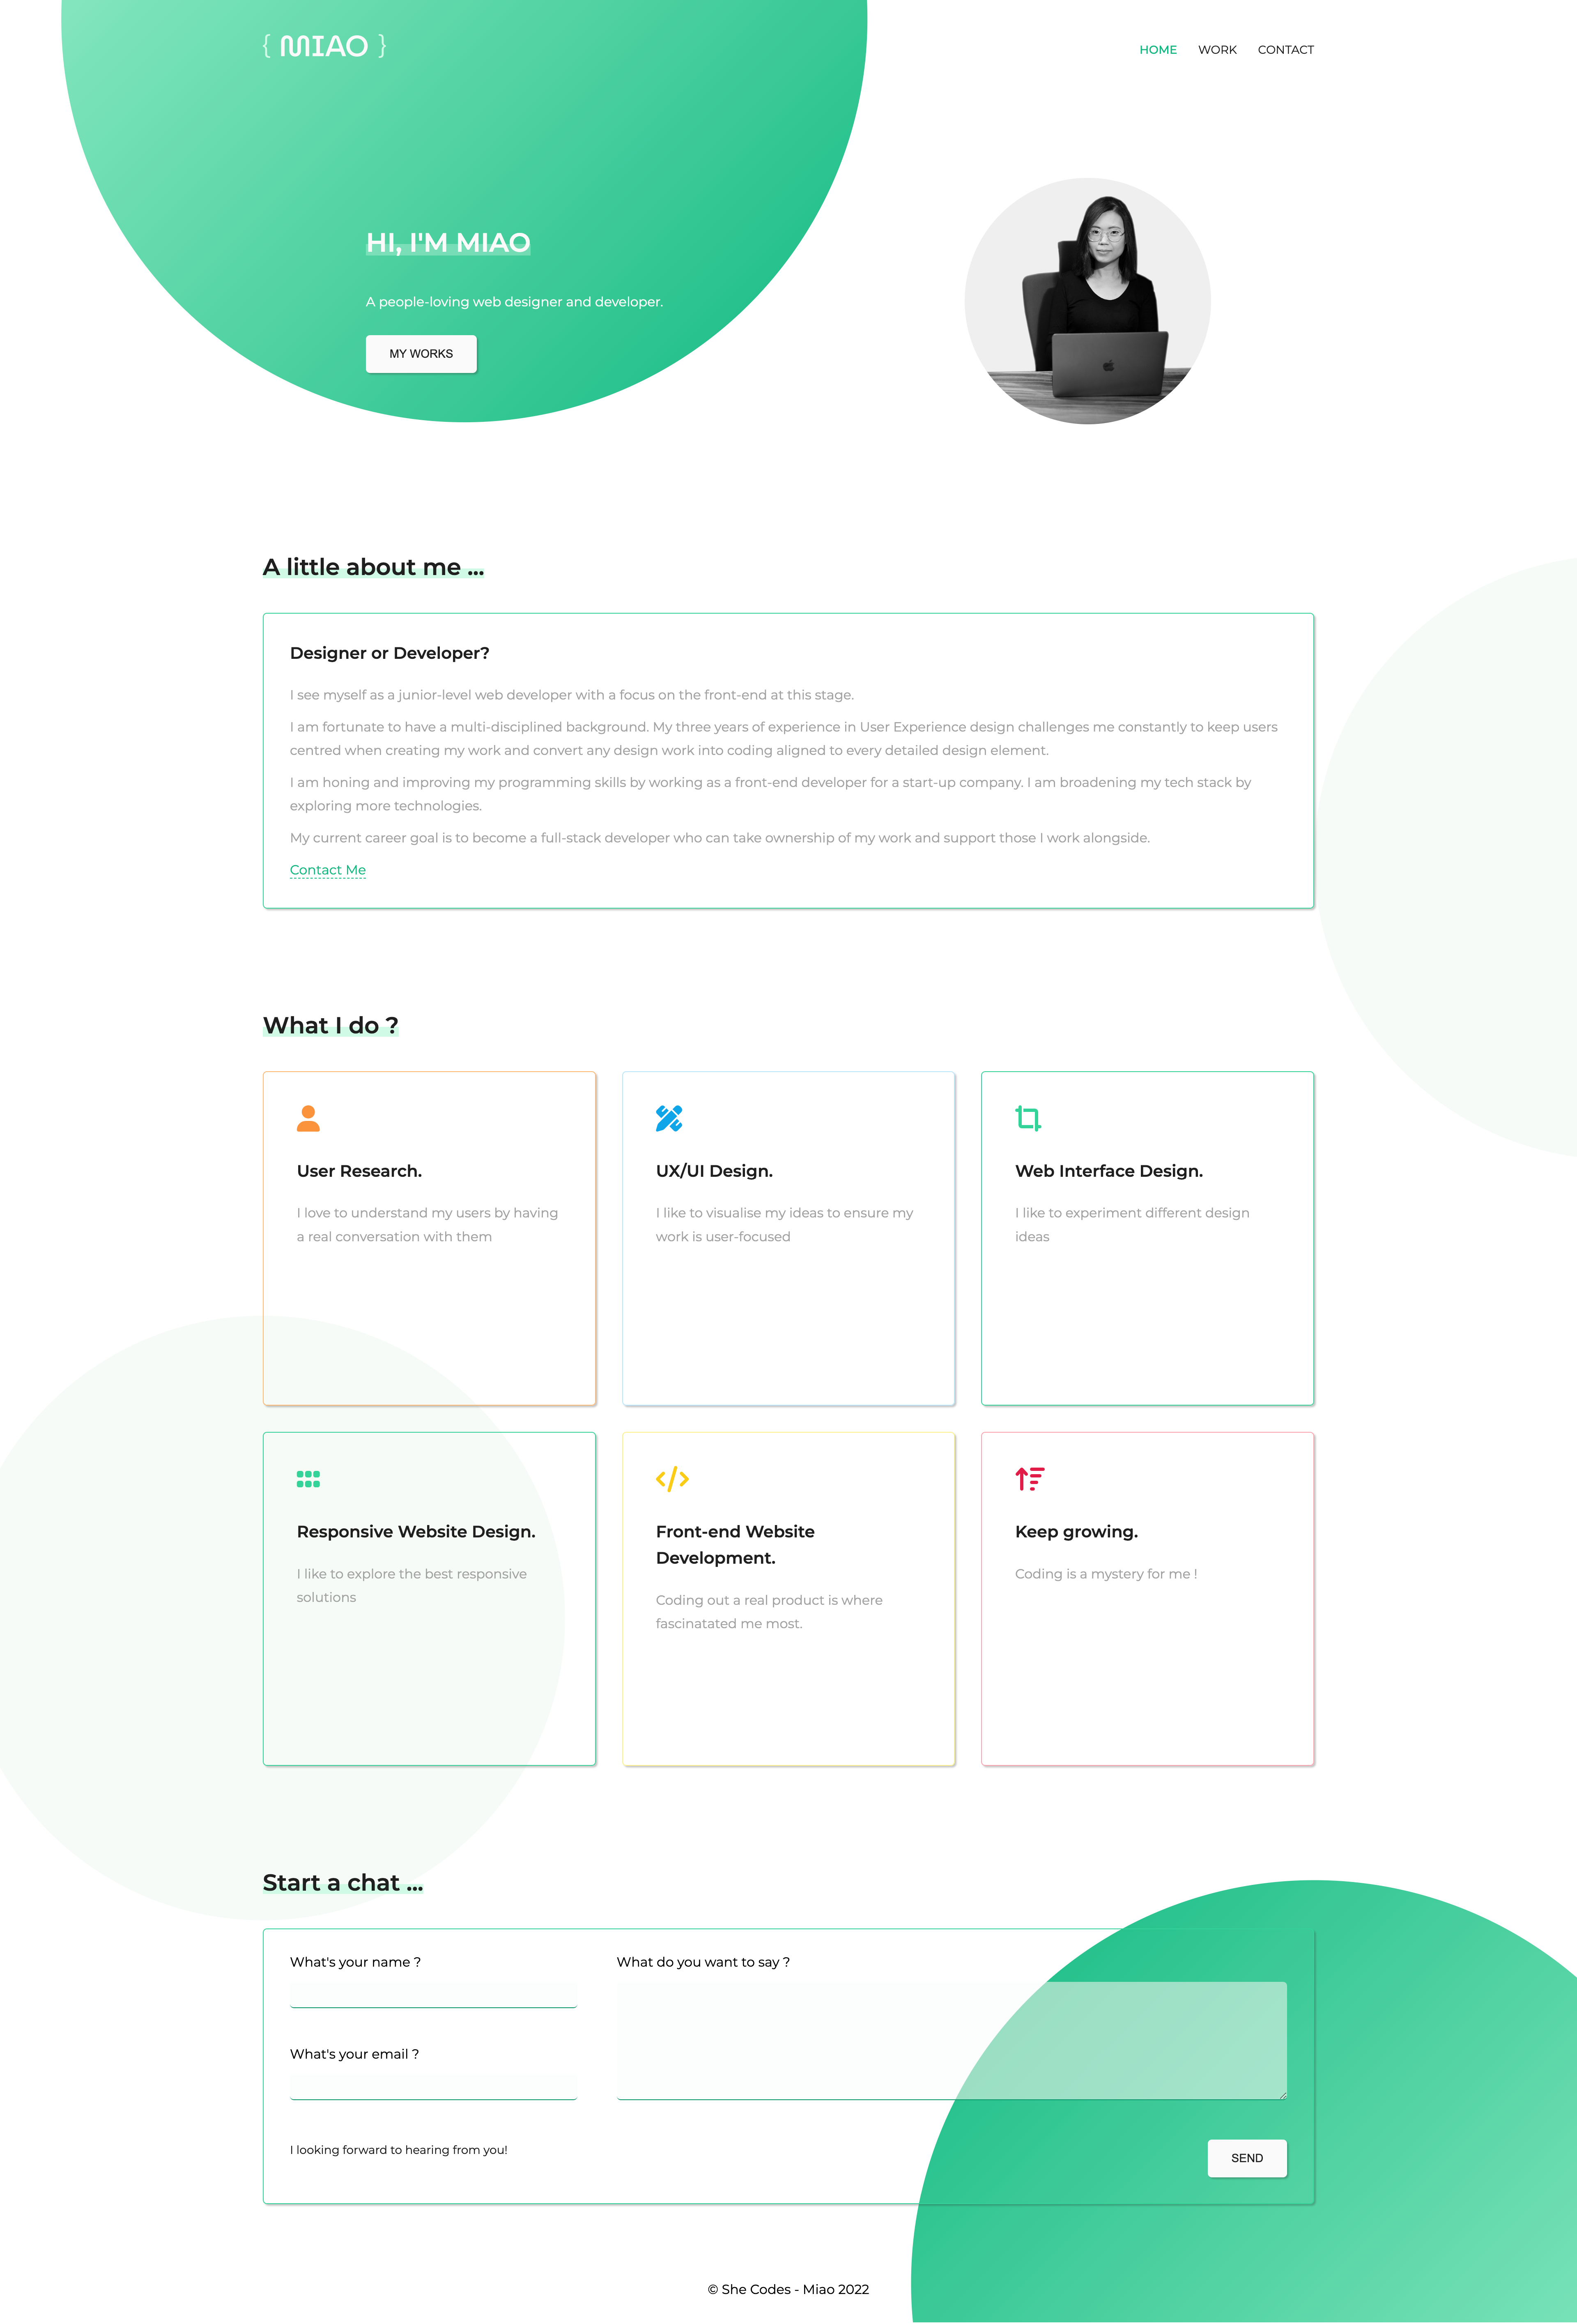 { MIAO }
HOME WORK CONTACT
HI, I'M MIAO
A people-loving web designer and developer.
MY WORKS
A little about me ...
Designer or Developer?
I see myself as a junior-level web developer with a focus on the front-end at this stage.
I am fortunate to have a multi-disciplined background. My three years of experience in User Experience design challenges me constantly to keep users
centred when creating my work and convert any design work into coding aligned to every detailed design element.
I am honing and improving my programming skills by working as a front-end developer for a start-up company. I am broadening my tech stack by
exploring more technologies.
My current career goal is to become a full-stack developer who can take ownership of my work and support those I work alongside.
Contact Me
What I do ?
User Research.
I love to understand my users by having
a real conversation with them
UX/UI Design.
I like to visualise my ideas to ensure my
work is user-focused
Web Interface Design.
I like to experiment different design
ideas
Responsive Website Design.
I like to explore the best responsive
solutions
Front-end Website
Development.
Coding out a real product is where
fascinatated me most.
Keep growing.
Coding is a mystery for me !
Start a chat ...
What's your name ?
What do you want to say ?
What's your email ?
I looking forward to hearing from you!
SEND
© She Codes - Miao 2022